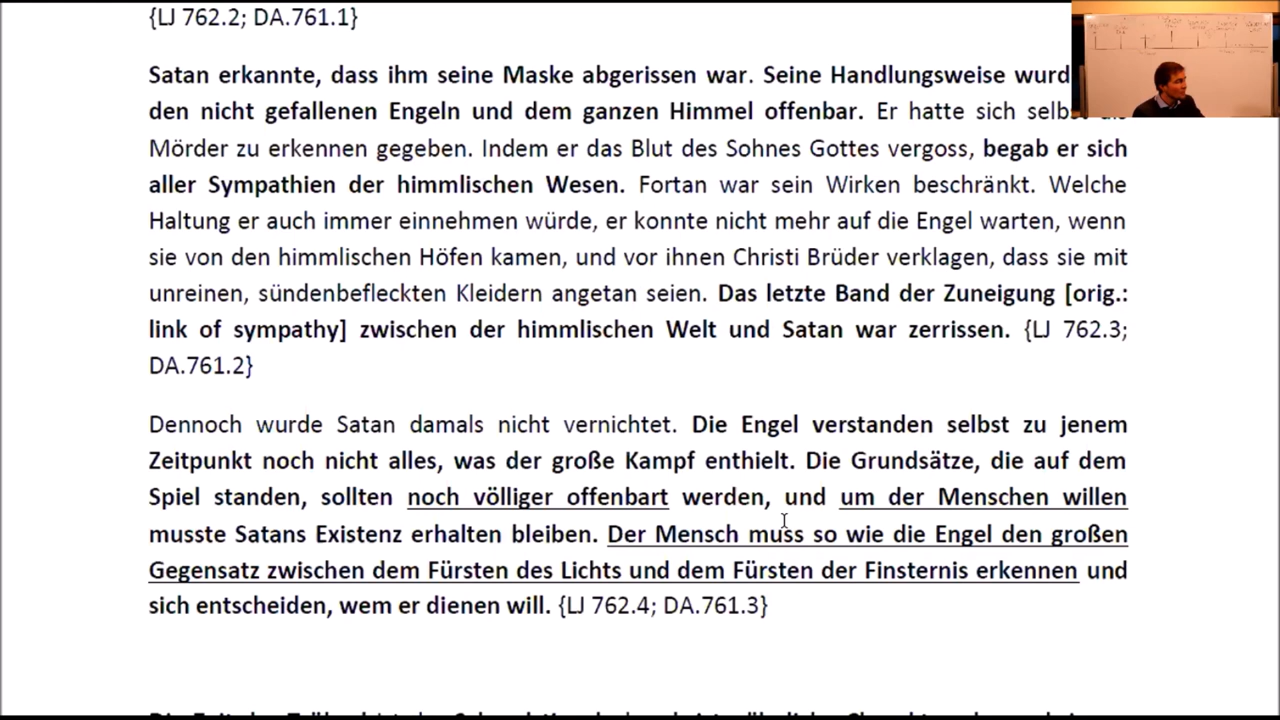 {LJ 762.2; DA.761.1}
Satan erkannte, dass ihm seine Maske abgerissen war. Seine Handlungsweise wurd
den nicht gefallenen Engeln und dem ganzen Himmel offenbar. Er hatte sich selbst
Mörder zu erkennen gegeben. Indem er das Blut des Sohnes Gottes vergoss, begab er sich
aller Sympathien der himmlischen Wesen. Fortan war sein Wirken beschränkt. Welche
Haltung er auch immer einnehmen würde, er konnte nicht mehr auf die Engel warten, wenn
sie von den himmlischen Höfen kamen, und vor ihnen Christi Brüder verklagen, dass sie mit
unreinen, sündenbefleckten Kleidern angetan seien. Das letzte Band der Zuneigung [orig.:
link of sympathy] zwischen der himmlischen Welt und Satan war zerrissen. {LJ 762.3;
DA.761.2}
Dennoch wurde Satan damals nicht vernichtet. Die Engel verstanden selbst zu jenem
Zeitpunkt noch nicht alles, was der große Kampf enthielt. Die Grundsätze, die auf dem
Spiel standen, sollten noch völliger offenbart werden, und um der Menschen willen
musste Satans Existenz erhalten bleiben. Der Mensch muss so wie die Engel den großen
Gegensatz zwischen dem Fürsten des Lichts und dem Fürsten der Finsternis erkennen und
sich entscheiden, wem er dienen will. {LJ 762.4; DA.761.3}